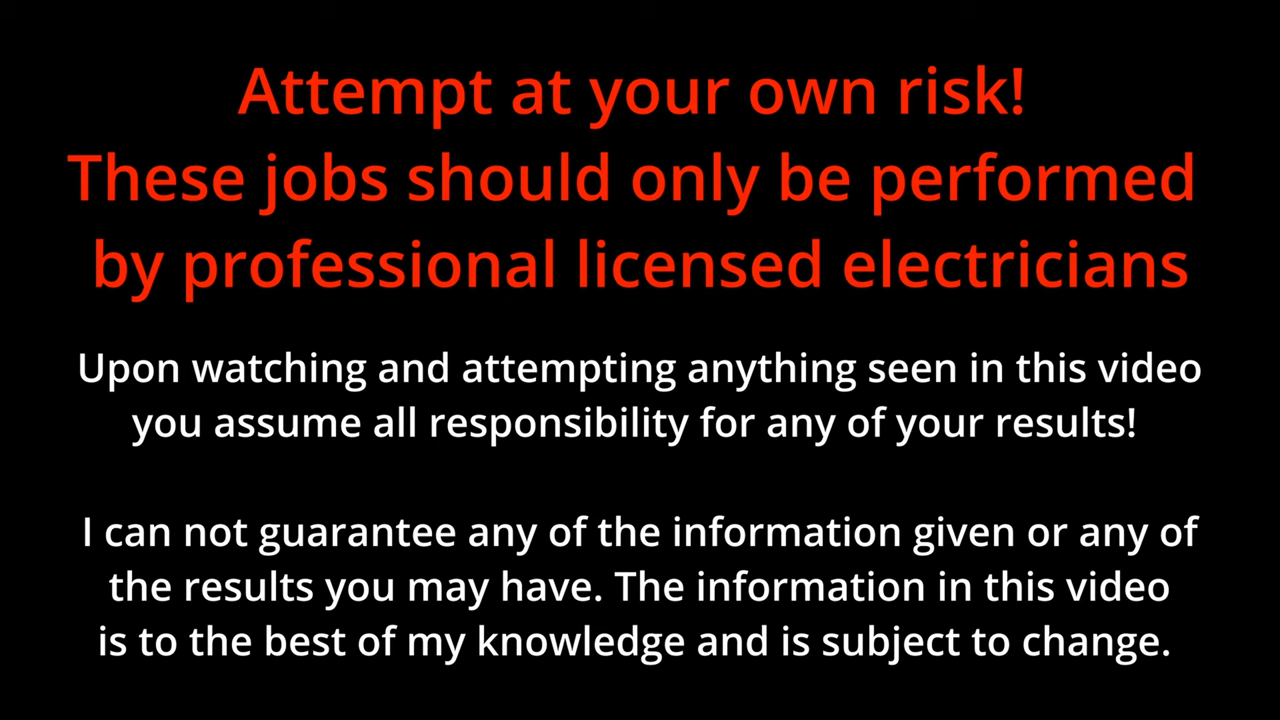 Attempt at your own risk!
These jobs should only be performed
by professional licensed electricians
Upon watching and attempting anything seen in this video
you assume all responsibility for any of your results!
I can not guarantee any of the information given or any of
the results you may have. The information in this video
is to the best of my knowledge and is subject to change.